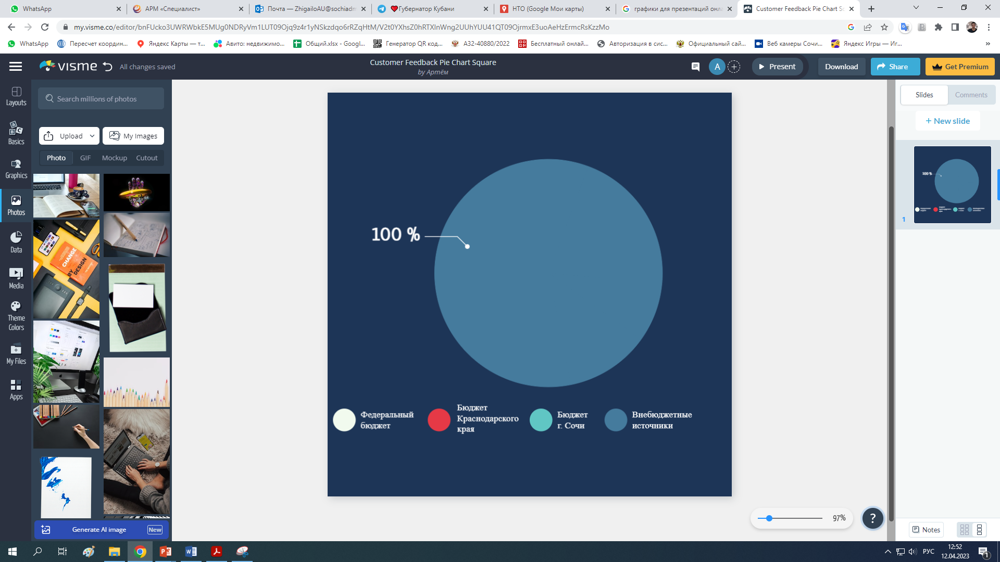 WhatsApp
АРМ «Специалист»
Почта — ZhigailoAU@sochiadm
Губернатор Кубани
НТО (Google Мои карты)
графики для презентаций онла
Customer Feedback Pie Chart Sq
my.visme.co/editor/bnFUcko3UWRWbkE5MUg0NDRyVm1LUT09Ojq9z4r1yNSkzdqo6rRZqHtM/V2t0YXhsZ0hRTXlnWng2UUhYUU41QT09OjrmxE3uoAeHzErmcRsKzzMo
WhatsApp
Пересчет координ...
Яндекс Карты — т...
Авито: недвижимо...
Общий.xlsx - Googl...
Генератор QR код...
А32-40880/2022
Бесплатный онлай...
Авторизация в сис...
Официальный сай...
Веб камеры Сочи...
Яндекс Игры — Иг...
»
visme
All changes saved
Customer Feedback Pie Chart Square
by Артём
A
Present
Download
Share
Get Premium
Layouts
Basics
Graphics
Photos
Data
Media
Theme
Colors
My Files
Apps
Search millions of photos
Upload
My Images
Photo
GIF
Mockup
Cutout
CHANGE
BY
DESIGN
Generate AI image
New
100 %
Федеральный
бюджет
Бюджет
Краснодарского
края
Бюджет
г. Сочи
Внебюджетные
источники
97%
?
Slides
Comments
+ New slide
100 %
1
Notes
РУС
12:52
12.04.2023
1